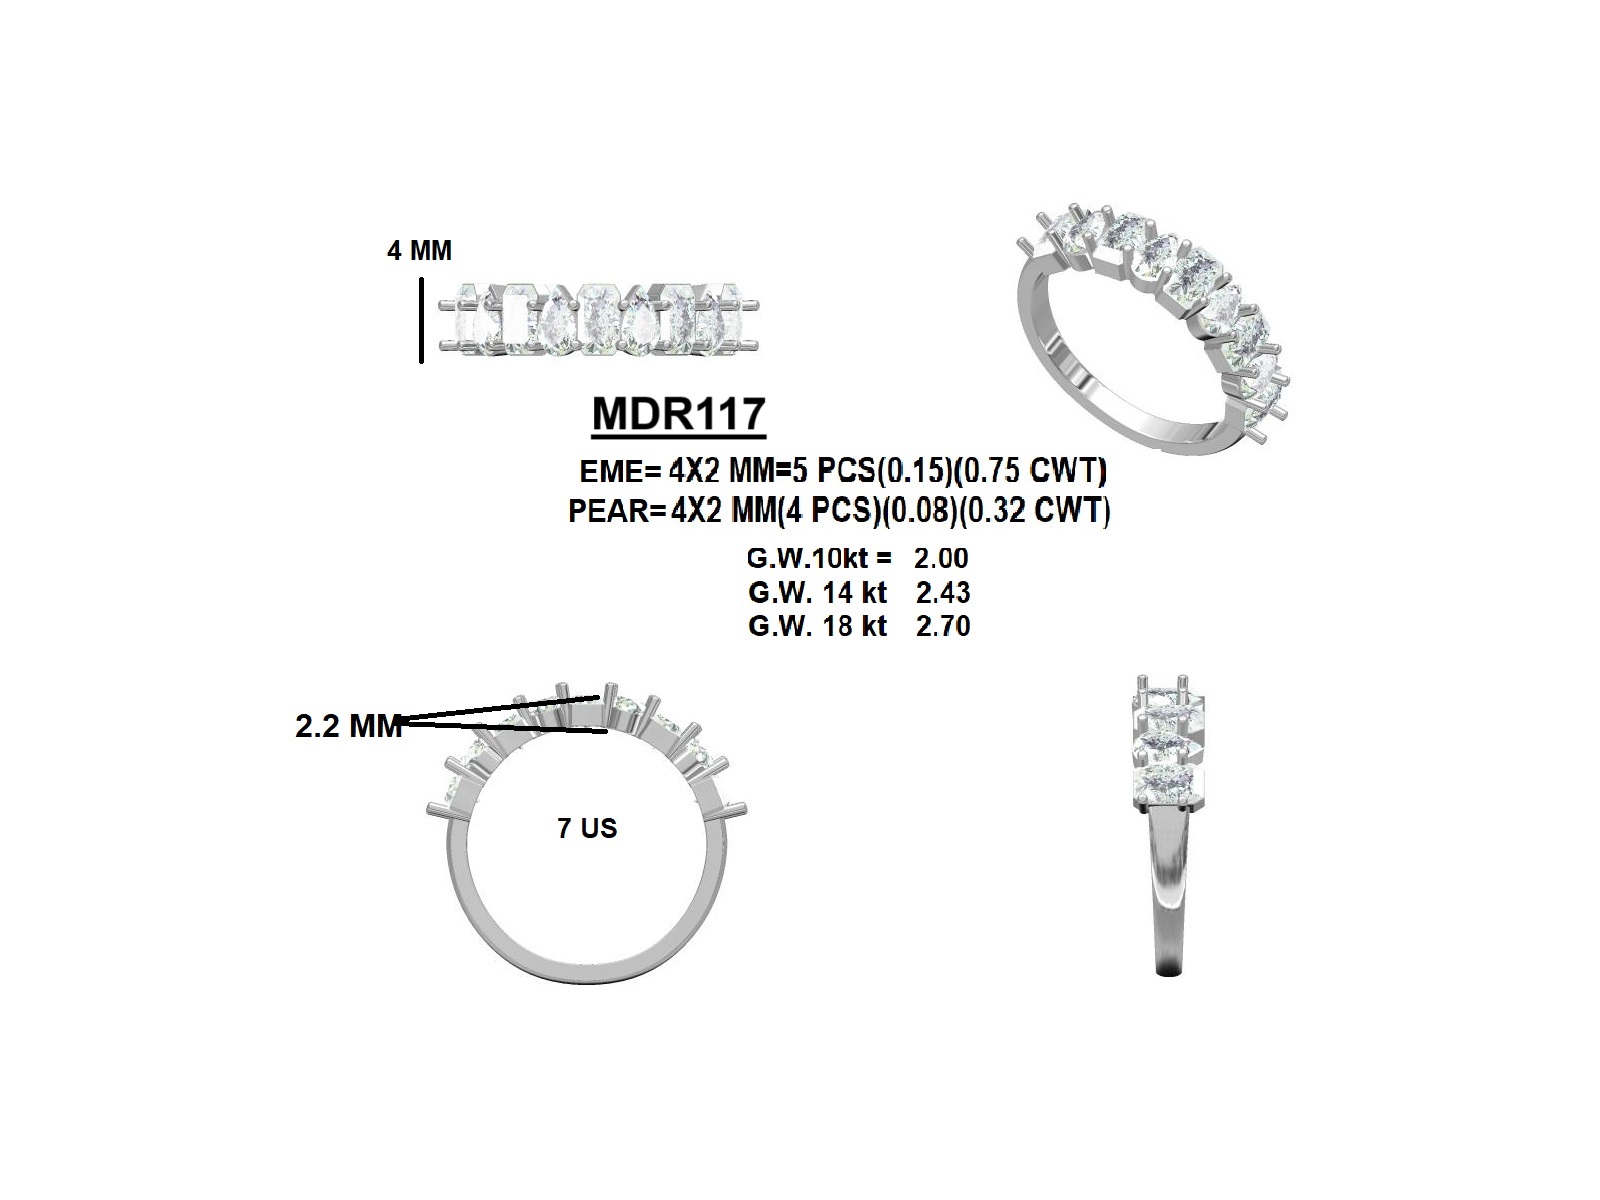 4 MM
MDR117
EME= 4X2 MM=5 PCS(0.15)(0.75 CWT)
PEAR= 4X2 MM(4 PCS)(0.08)(0.32 CWT)
G.W.10kt = 2.00
G.W. 14 kt 2.43
G.W. 18 kt 2.70
2.2 MM
7 US